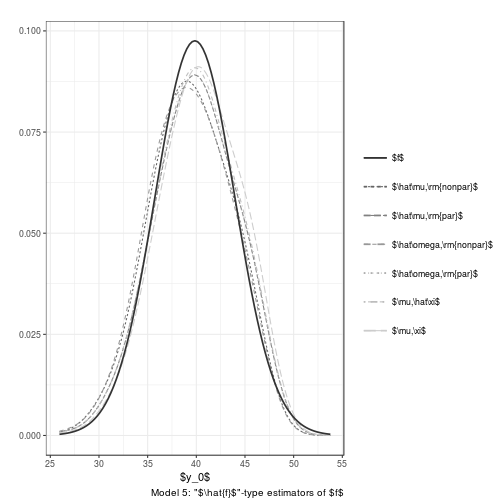 0.100
0.075
0.050
0.025
0.000
25 30 35 40 45 50 55
$y_0$
$f$
$\hat\mu,\rm{nonpar}$
$\hat\mu,\rm{par}$
$\hat\omega,\rm{nonpar}$
$\hat\omega,\rm{par}$
$\mu,\hat\xi$
$\mu,\xi$
Model 5: "$\hat{f}$"-type estimators of $f$